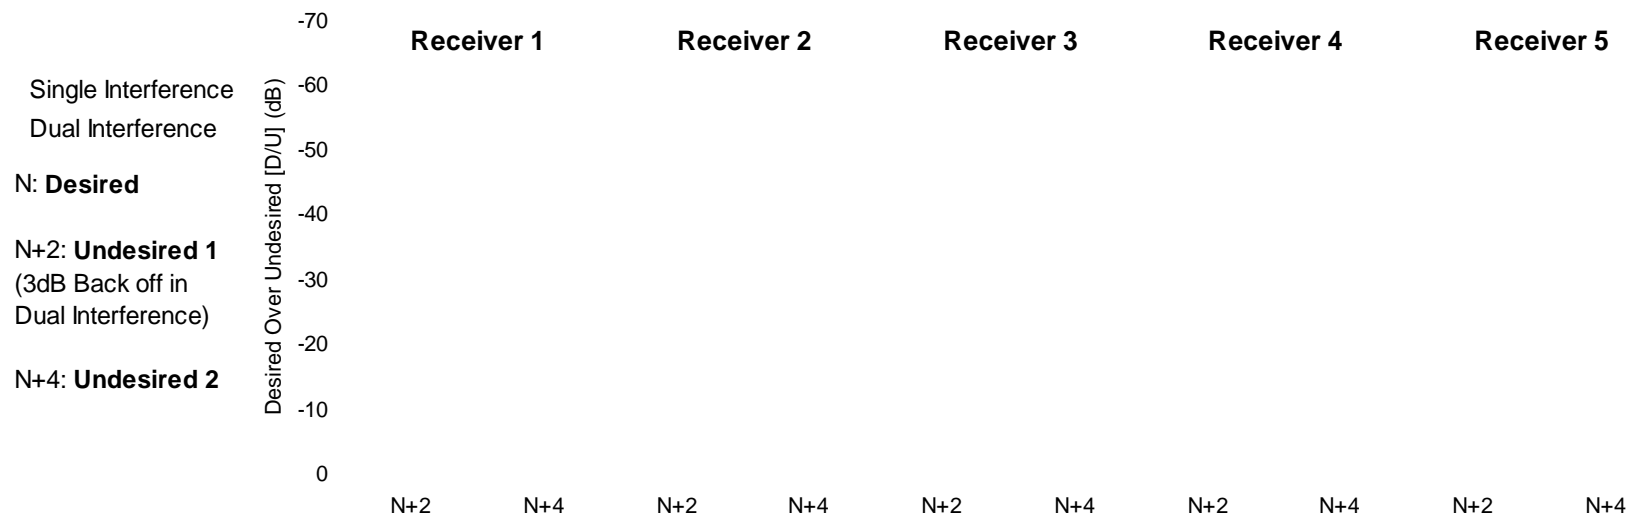 Single Interference
Dual Interference
N: Desired
N+2: Undesired 1
(3dB Back off in
Dual Interference)
N+4: Undesired 2
Desired Over Undesired [D/U] (dB)
-70
-60
-50
-40
-30
-20
-10
0
Receiver 1 Receiver 2 Receiver 3 Receiver 4 Receiver 5
N+2 N+4 N+2 N+4 N+2 N+4 N+2 N+4 N+2 N+4